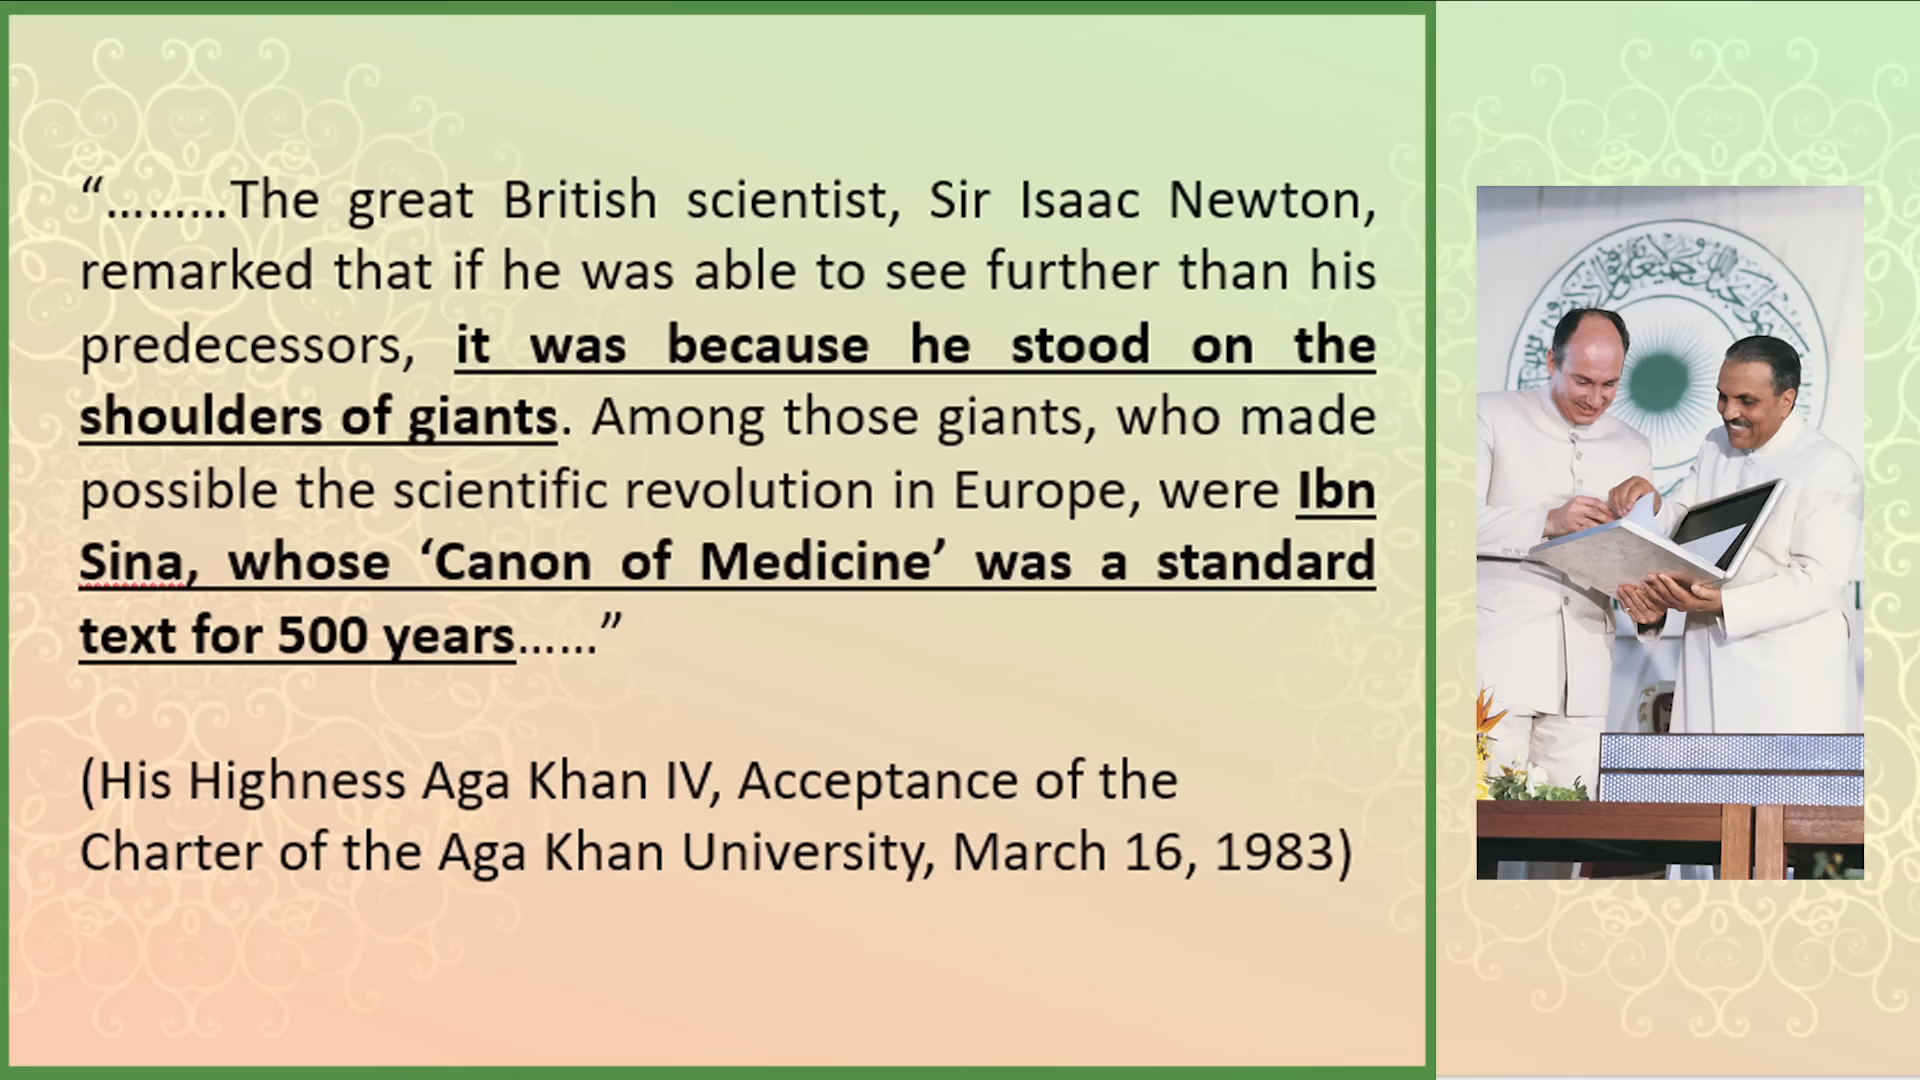 “………The great British scientist, Sir Isaac Newton,
remarked that if he was able to see further than his
predecessors, it was because he stood on the
shoulders of giants. Among those giants, who made
possible the scientific revolution in Europe, were Ibn
Sina, whose ‘Canon of Medicine’ was a standard
text for 500 years……”
(His Highness Aga Khan IV, Acceptance of the
Charter of the Aga Khan University, March 16, 1983)